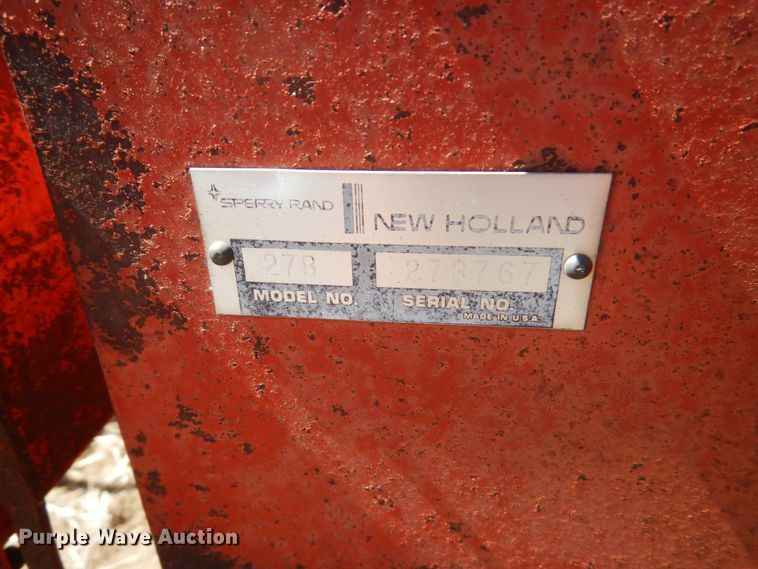 SPERRY RAND
NEW HOLLAND
278 273767
MODEL NO. SERIAL NO.
MADE IN U.S.A.
Purple Wave Auction